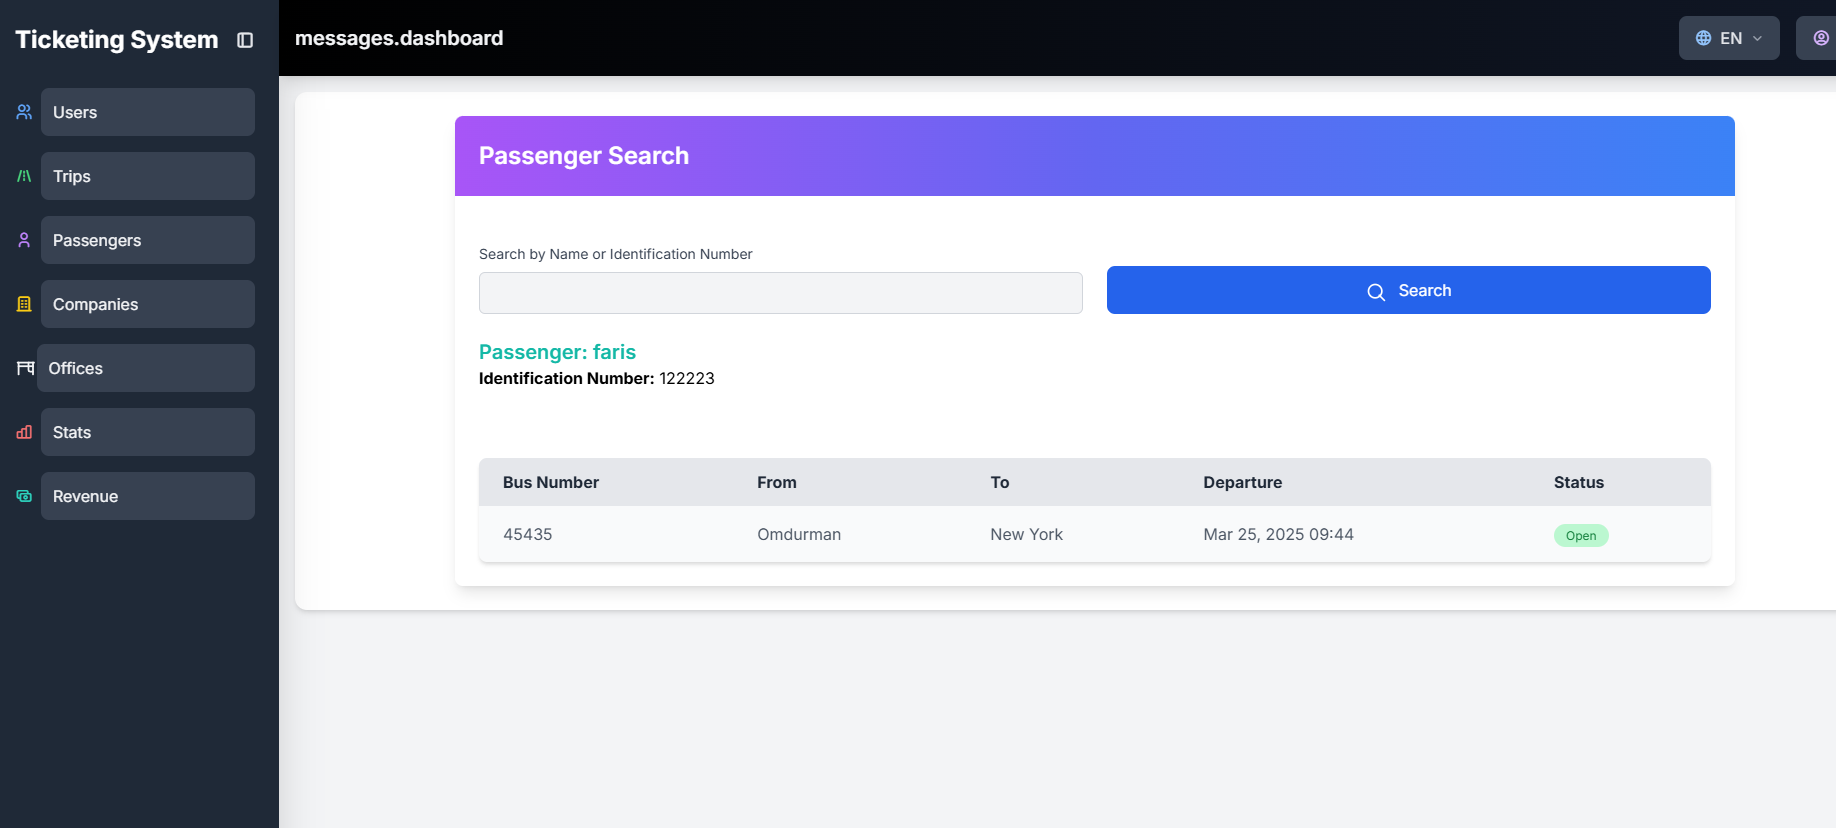 Ticketing System
messages.dashboard
EN
Users
Trips
Passengers
Companies
Offices
Stats
Revenue
Passenger Search
Search by Name or Identification Number
Search
Passenger: faris
Identification Number: 122223
Bus Number From To Departure Status
45435 Omdurman New York Mar 25, 2025 09:44 Open